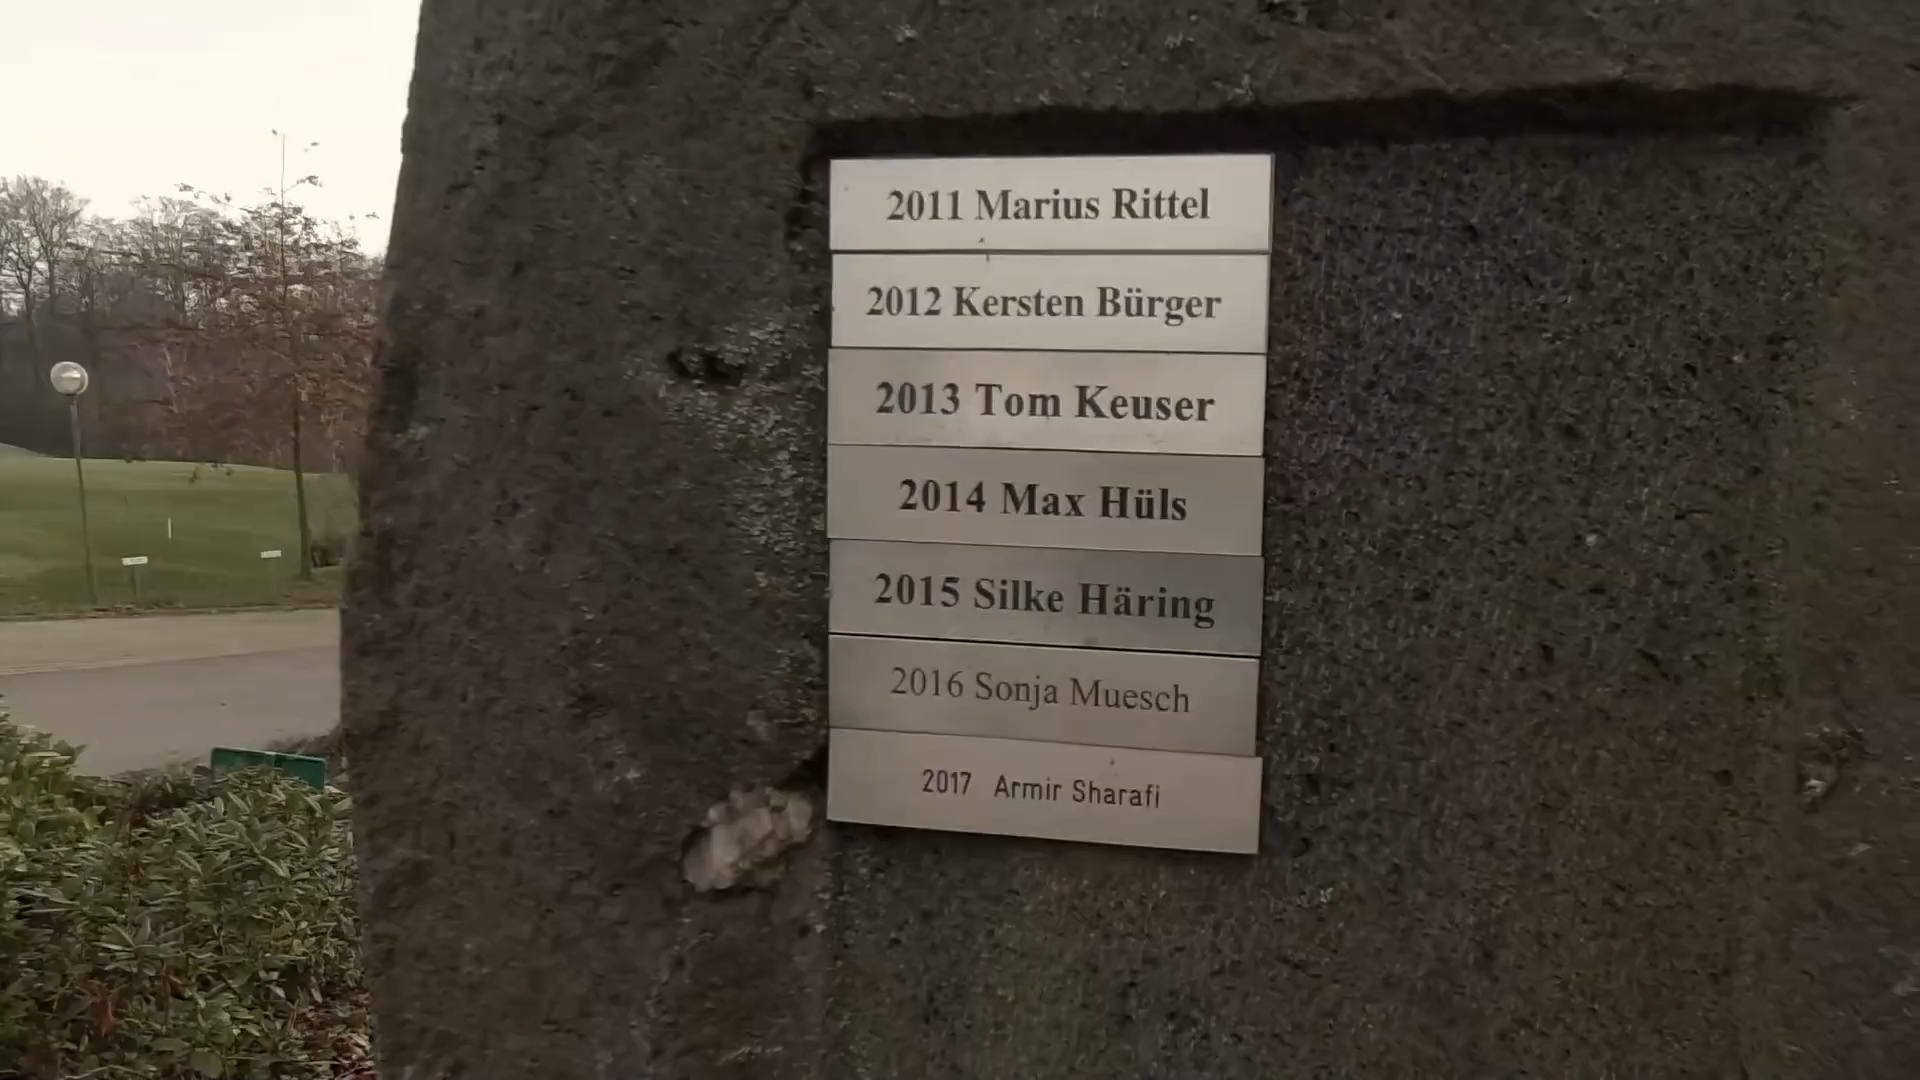 2011 Marius Rittel
2012 Kersten Bürger
2013 Tom Keuser
2014 Max Hüls
2015 Silke Häring
2016 Sonja Muesch
2017 Armir Sharafi